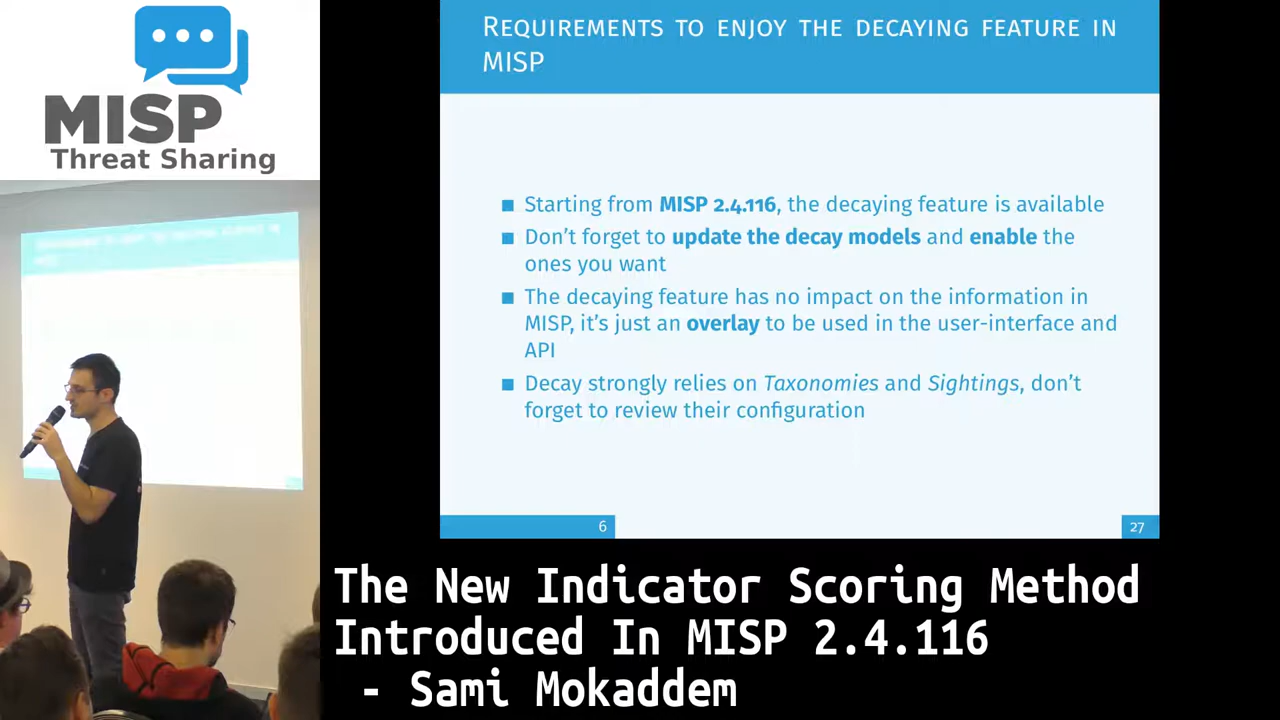 MISP
Threat Sharing
Requirements to enjoy the decaying feature in
MISP
Starting from MISP 2.4.116, the decaying feature is available
Don't forget to update the decay models and enable the
ones you want
The decaying feature has no impact on the information in
MISP, it's just an overlay to be used in the user-interface and
API
Decay strongly relies on Taxonomies and Sightings, don't
forget to review their configuration
6
27
The New Indicator Scoring Method
Introduced In MISP 2.4.116
- Sami Mokaddem